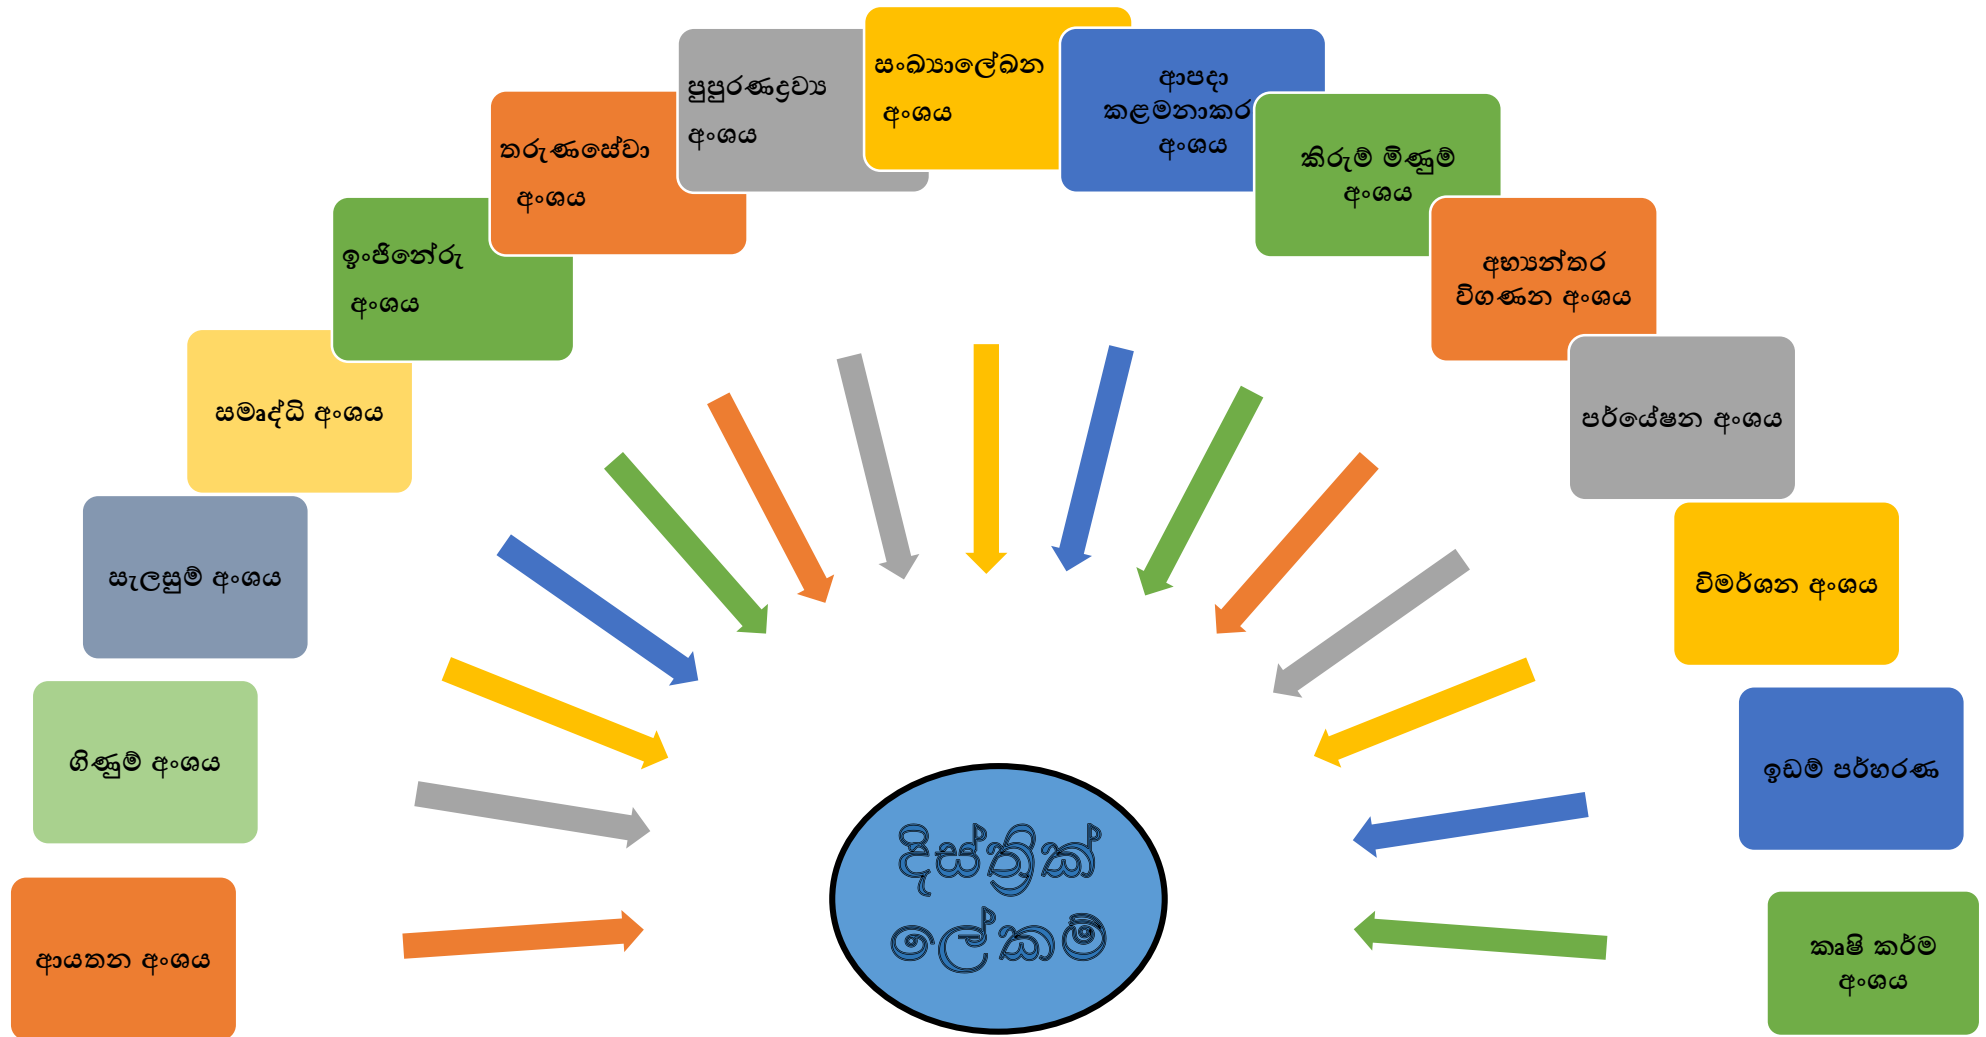 සංඛ්‍යාලේඛන
අංශය
පුපුරණද්‍රව්‍ය
අංශය
ආපදා
කළමනාකර
අංශය
තරුණසේවා
අංශය
කිරුම් මිණුම්
අංශය
ඉංජිනේරු
අංශය
අභ්‍යන්තර
විගණන අංශය
සමෘද්ධි අංශය
පර්යේෂන අංශය
සැලසුම් අංශය
විමර්ශන අංශය
ගිණුම් අංශය
ඉඩම් පර්හරණ
ආයතන අංශය
කෘෂි කර්ම
අංශය
දිස්ත්‍රික්
ලේකම්